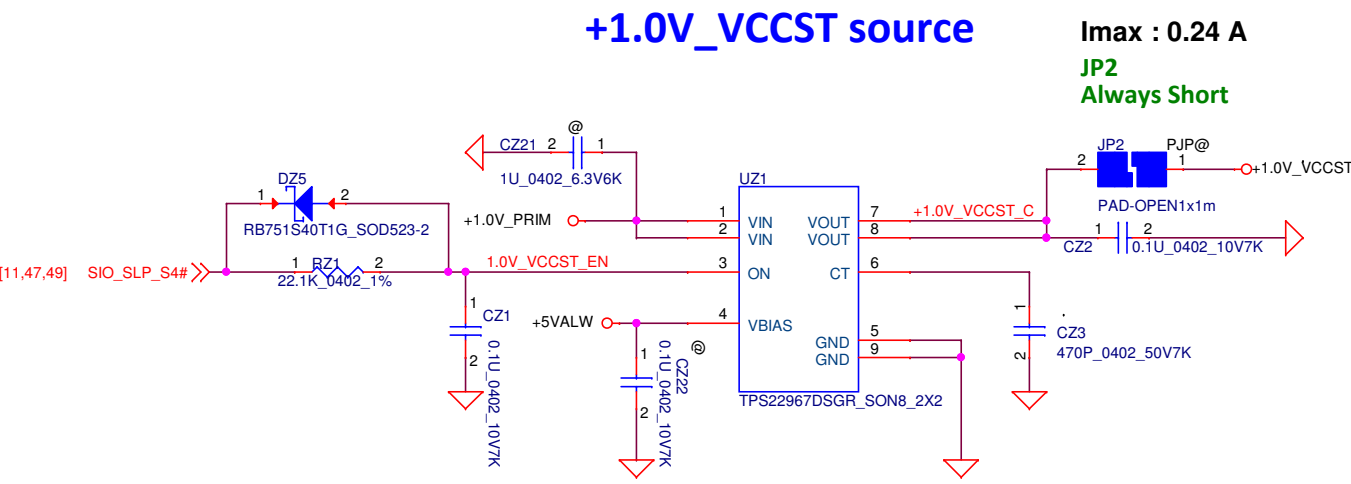 +1.0V_VCCST source
Imax : 0.24 A
JP2
Always Short
@
CZ21 2 1
1U_0402_6.3V6K
JP2 PJP@
2 1
+1.0V_VCCST
PAD-OPEN1x1m
DZ5
1 2
RB751S40T1G_SOD523-2
UZ1
+1.0V_PRIM
1 VIN VOUT 7 +1.0V_VCCST_C
2 VIN VOUT 8
CZ2 1 2
0.1U_0402_10V7K
[11,47,49] SIO_SLP_S4#
1 RZ1 2
22.1K_0402_1%
1.0V_VCCST_EN
3 ON CT 6
1
CZ1
2
0.1U_0402_10V7K
+5VALW
4 VBIAS
1
@
CZ22
2
0.1U_0402_10V7K
GND 5
GND 9
1
CZ3
2
470P_0402_50V7K
TPS22967DSGR_SON8_2X2